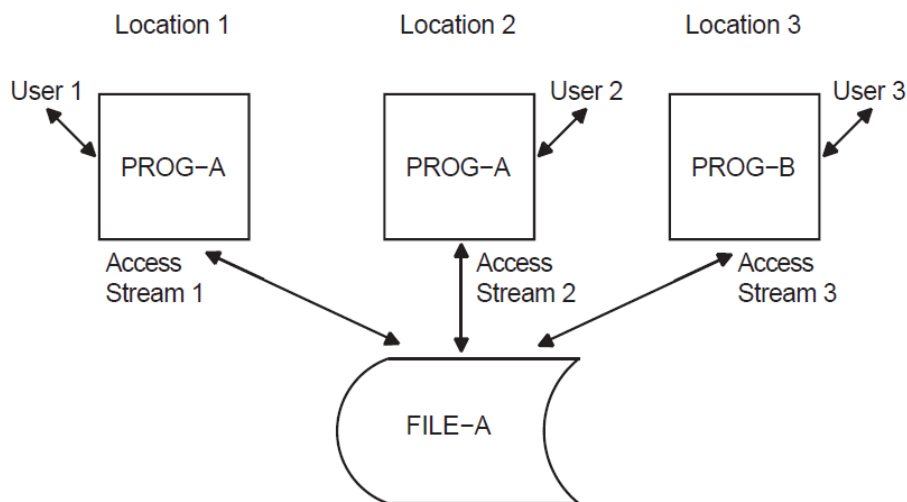 Location 1
Location 2
Location 3
User 1
User 2
User 3
PROG−A
PROG−A
PROG−B
Access
Stream 1
Access
Stream 2
Access
Stream 3
FILE−A